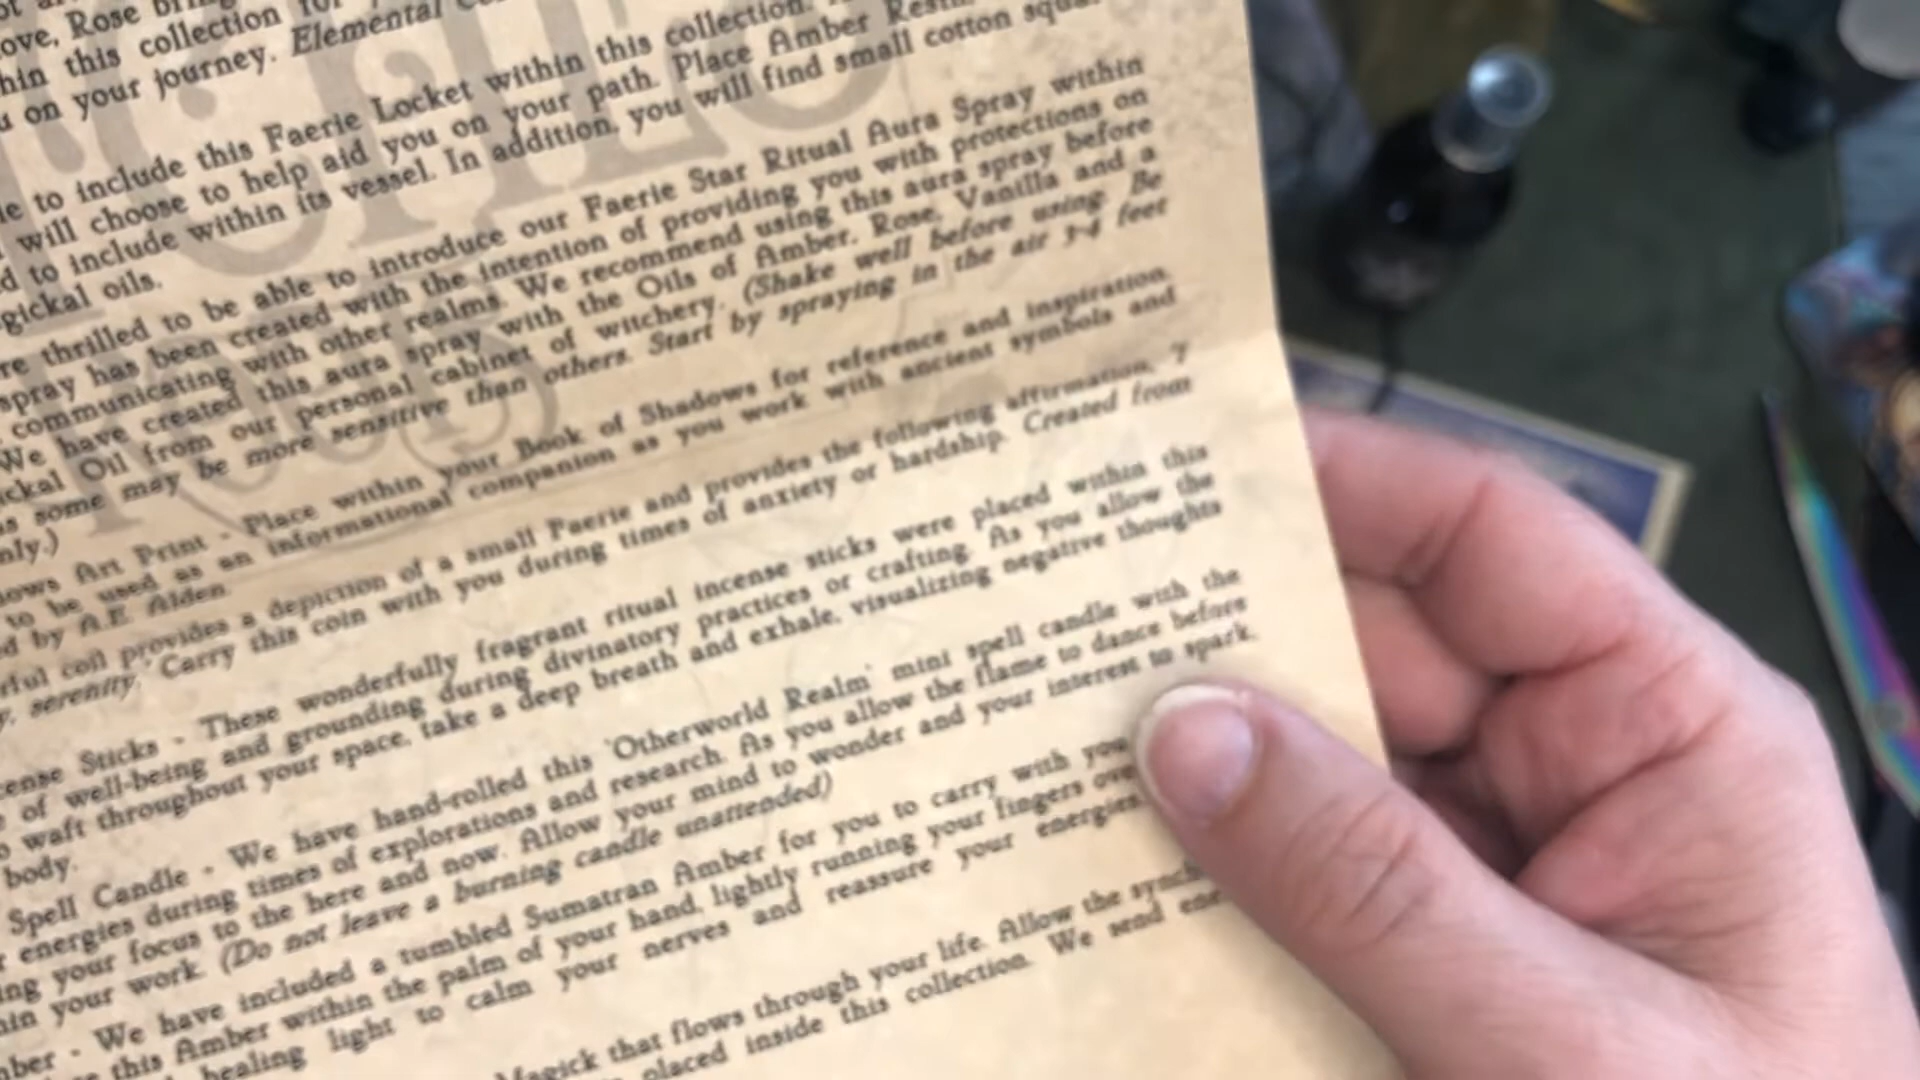 ove, Rose
hin this collection for
u on your journey. Elemental
le to include this Faerie Locket within this collection.
will choose to help aid you on your path. Place Amber Resin,
d to include within its vessel. In addition, you will find small cotton squa
gickal oils.
re thrilled to be able to introduce our Faerie Star Ritual Aura Spray within
spray has been created with the intention of providing you with protections on
communicating with other realms. We recommend using this aura spray before
We have created this aura spray with the Oils of Amber, Rose, Vanilla and a
ickal Oil from our personal cabinet of witchery. (Shake well before using. Be
as some may be more sensitive than others. Start by spraying in the air 3-4 feet
nly.)
lows Art Print - Place within your Book of Shadows for reference and inspiration.
to be used as an informational companion as you work with ancient symbols and
d by A.E. Alden.
rful coil provides a depiction of a small Faerie and provides the following affirmation, "I
y, serenity." Carry this coin with you during times of anxiety or hardship. Created from
cense Sticks - These wonderfully fragrant ritual incense sticks were placed within this
e of well-being and grounding during divinatory practices or crafting. As you allow the
o waft throughout your space, take a deep breath and exhale, visualizing negative thoughts
body.
Spell Candle - We have hand-rolled this "Otherworld Realm" mini spell candle with the
r energies during times of explorations and research. As you allow the flame to dance before
ing your focus to the here and now. Allow your mind to wonder and your interest to spark,
hin your work. (Do not leave a burning candle unattended)
mber - We have included a tumbled Sumatran Amber for you to carry with you
this Amber within the palm of your hand, lightly running your fingers ove
healing light to calm your nerves and reassure your energies.
Magick that flows through your life. Allow the synch
placed inside this collection. We send ene